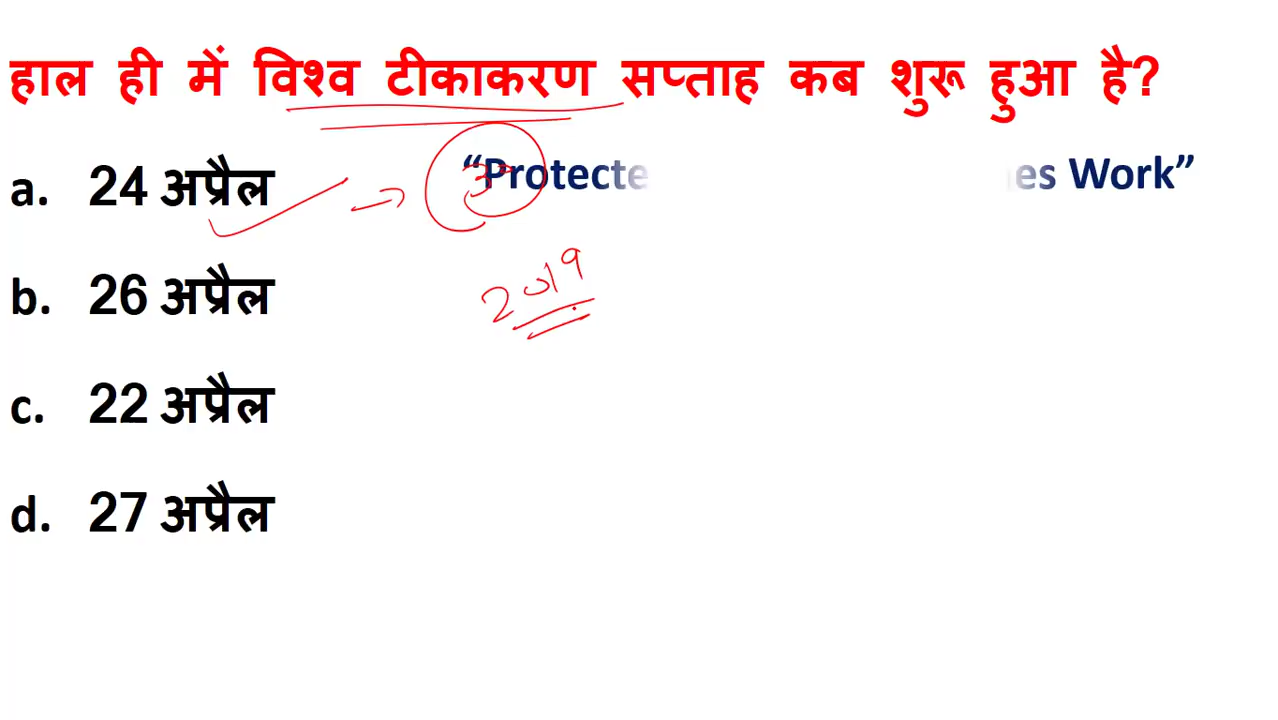 हाल ही में विश्व टीकाकरण सप्ताह कब शुरू हुआ है?
a. 24 अप्रैल
"Protecte es Work”
b. 26 अप्रैल
2019
c. 22 अप्रैल
d. 27 अप्रैल